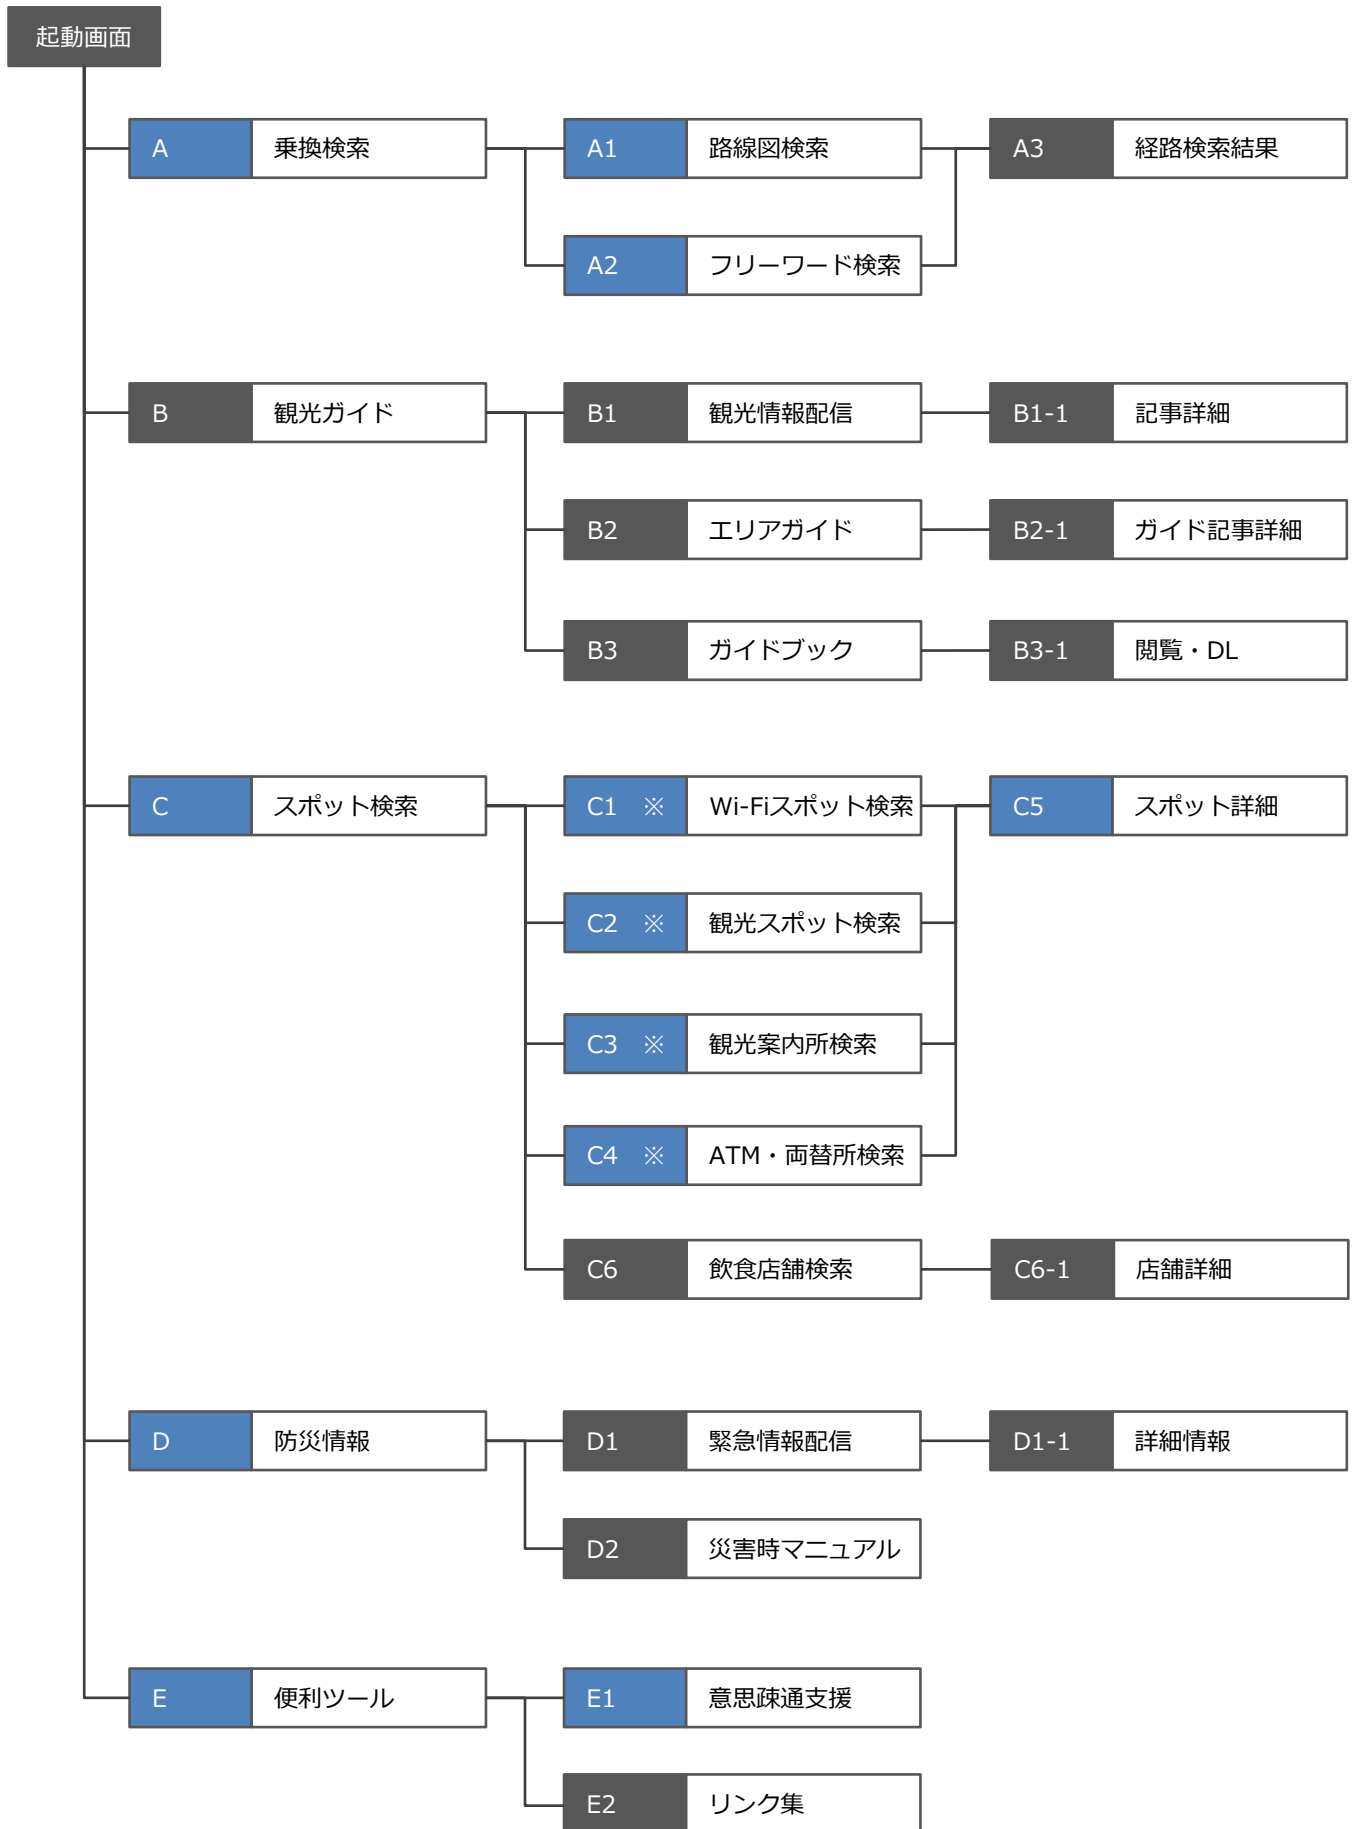 起動画面
A 乗換検索 A1 路線図検索 A3 経路検索結果
A2 フリーワード検索
B 観光ガイド B1 観光情報配信 B1-1 記事詳細
B2 エリアガイド B2-1 ガイド記事詳細
B3 ガイドブック B3-1 閲覧・DL
C スポット検索 C1 ※ Wi-Fiスポット検索 C5 スポット詳細
C2 ※ 観光スポット検索
C3 ※ 観光案内所検索
C4 ※ ATM・両替所検索
C6 飲食店舗検索 C6-1 店舗詳細
D 防災情報 D1 緊急情報配信 D1-1 詳細情報
D2 災害時マニュアル
E 便利ツール E1 意思疎通支援
E2 リンク集